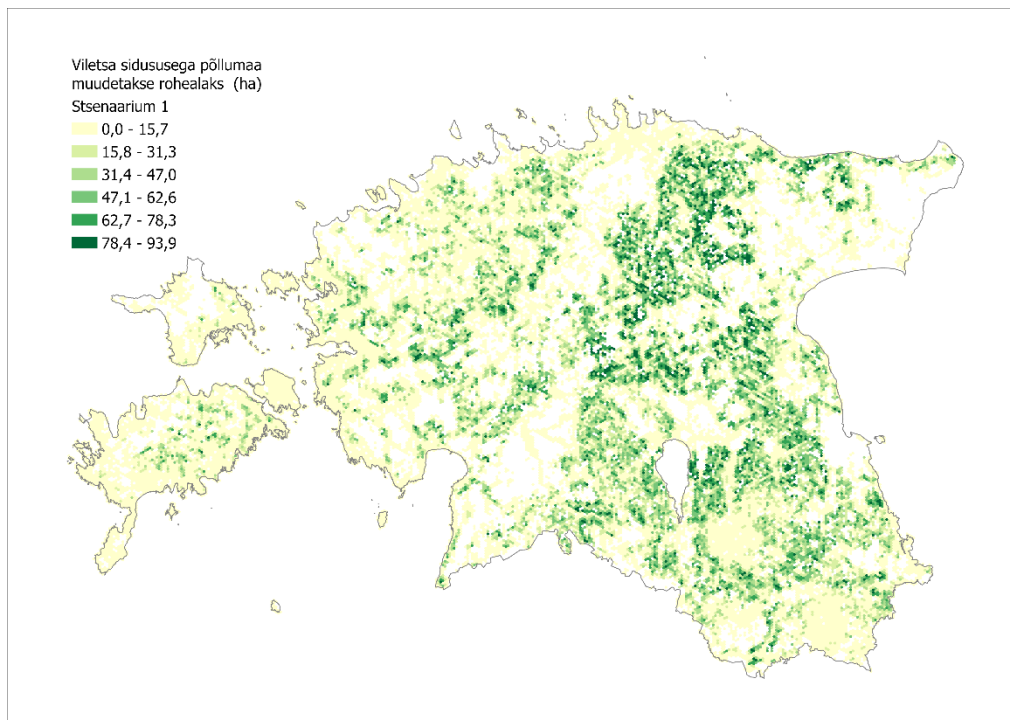 Viletsa sidususega põllumaa
muudetakse rohealaks (ha)
Stsenaarium 1
0,0 - 15,7
15,8 - 31,3
31,4 - 47,0
47,1 - 62,6
62,7 - 78,3
78,4 - 93,9